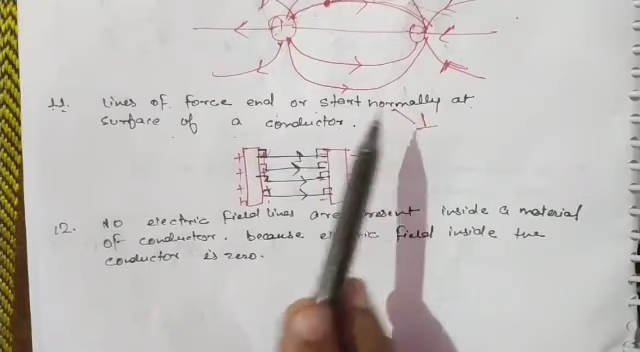 11. Lines of force end or start normally at
surface of a conductor. ⊥
12. No electric field lines are present inside a material
of conductor. because electric field inside the
conductor is zero.